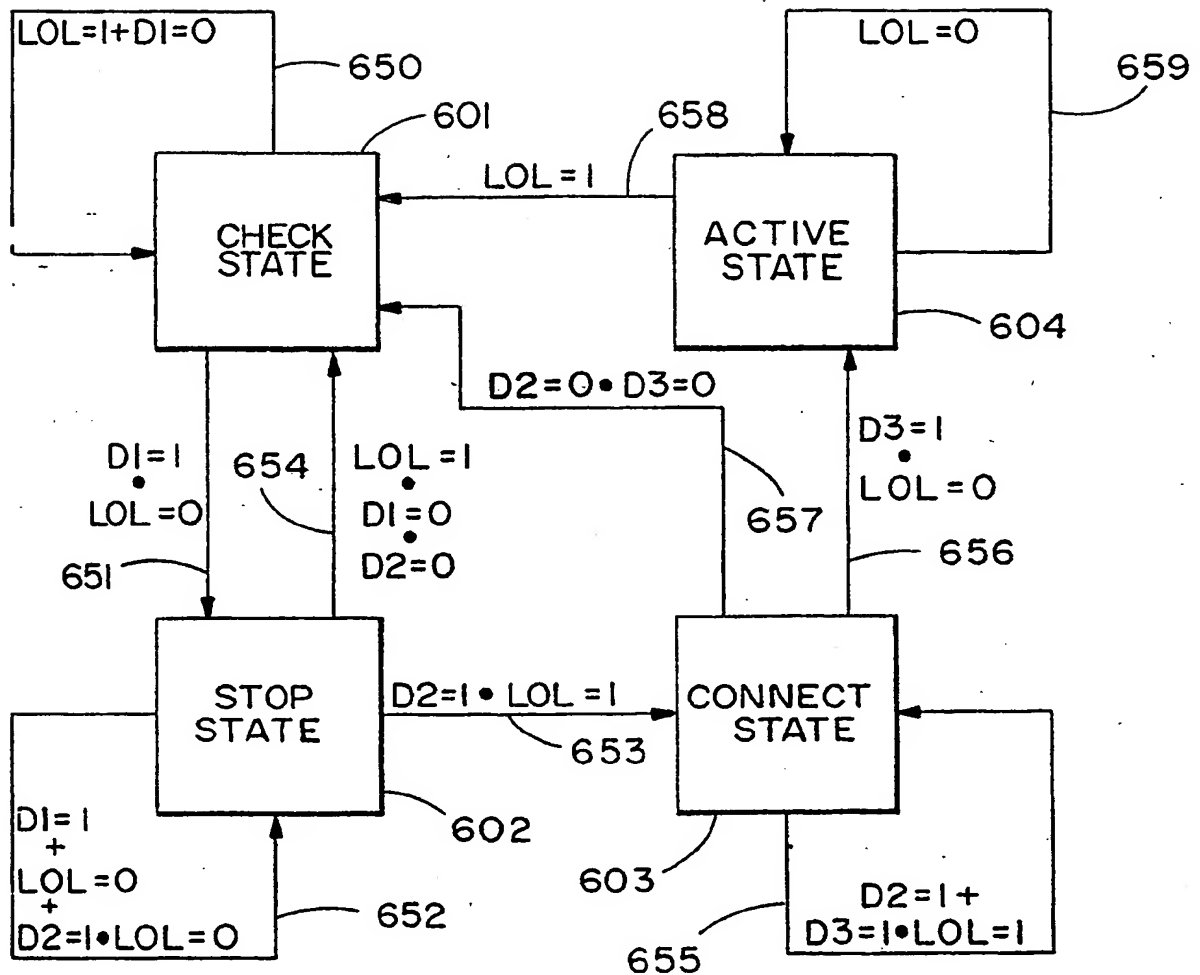 LOL=1+D1=0
650
601
LOL=0
659
658
LOL=1
CHECK
STATE
ACTIVE
STATE
604
D2=0•D3=0
D1=1
•
LOL=0
654
LOL=1
•
D1=0
•
D2=0
657
D3=1
•
LOL=0
656
651
STOP
STATE
D2=1•LOL=1
653
CONNECT
STATE
602
603
D1=1
+
LOL=0
+
D2=1•LOL=0
652
655
D2=1+
D3=1•LOL=1